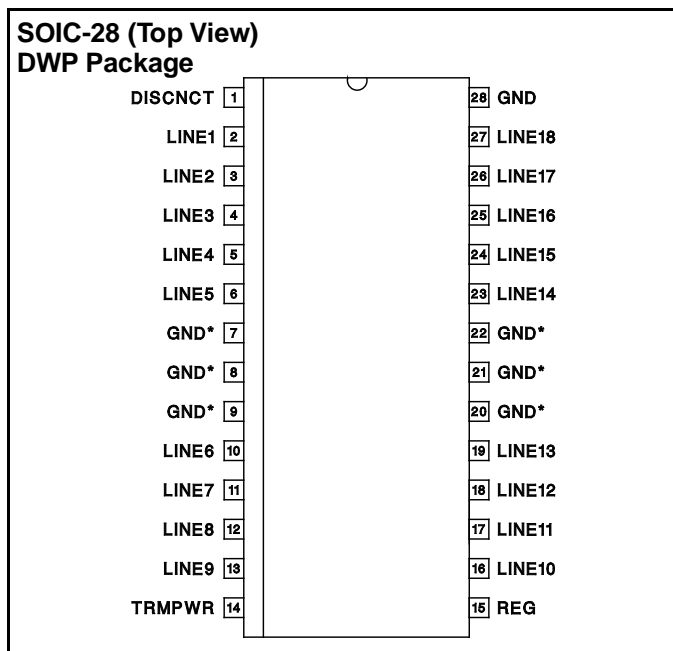 SOIC-28 (Top View)
DWP Package
DISCNCT 1
28 GND
LINE1 2
27 LINE18
LINE2 3
26 LINE17
LINE3 4
25 LINE16
LINE4 5
24 LINE15
LINE5 6
23 LINE14
GND* 7
22 GND*
GND* 8
21 GND*
GND* 9
20 GND*
LINE6 10
19 LINE13
LINE7 11
18 LINE12
LINE8 12
17 LINE11
LINE9 13
16 LINE10
TRMPWR 14
15 REG